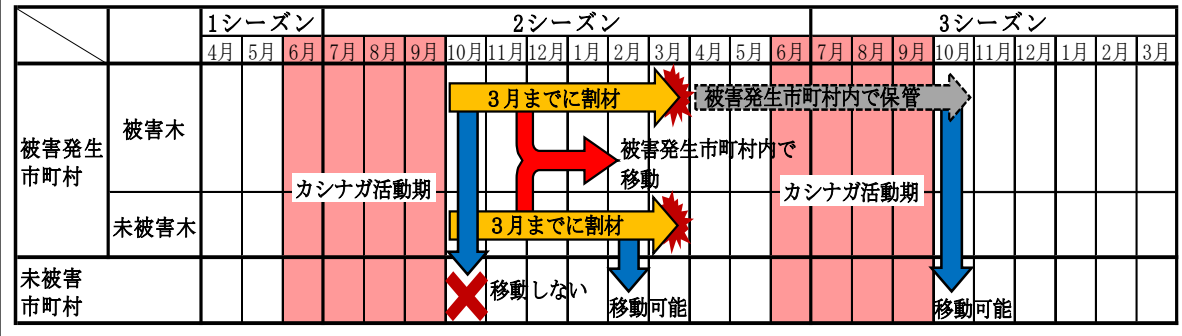 1シーズン 2シーズン 3シーズン
4月 5月 6月 7月 8月 9月 10月 11月 12月 1月 2月 3月 4月 5月 6月 7月 8月 9月 10月 11月 12月 1月 2月 3月
被害発生
市町村
被害木
3月までに割材
被害発生市町村内で保管
被害発生市町村内で
移動
カシナガ活動期
カシナガ活動期
未被害木
3月までに割材
未被害
市町村
移動しない
移動可能
移動可能